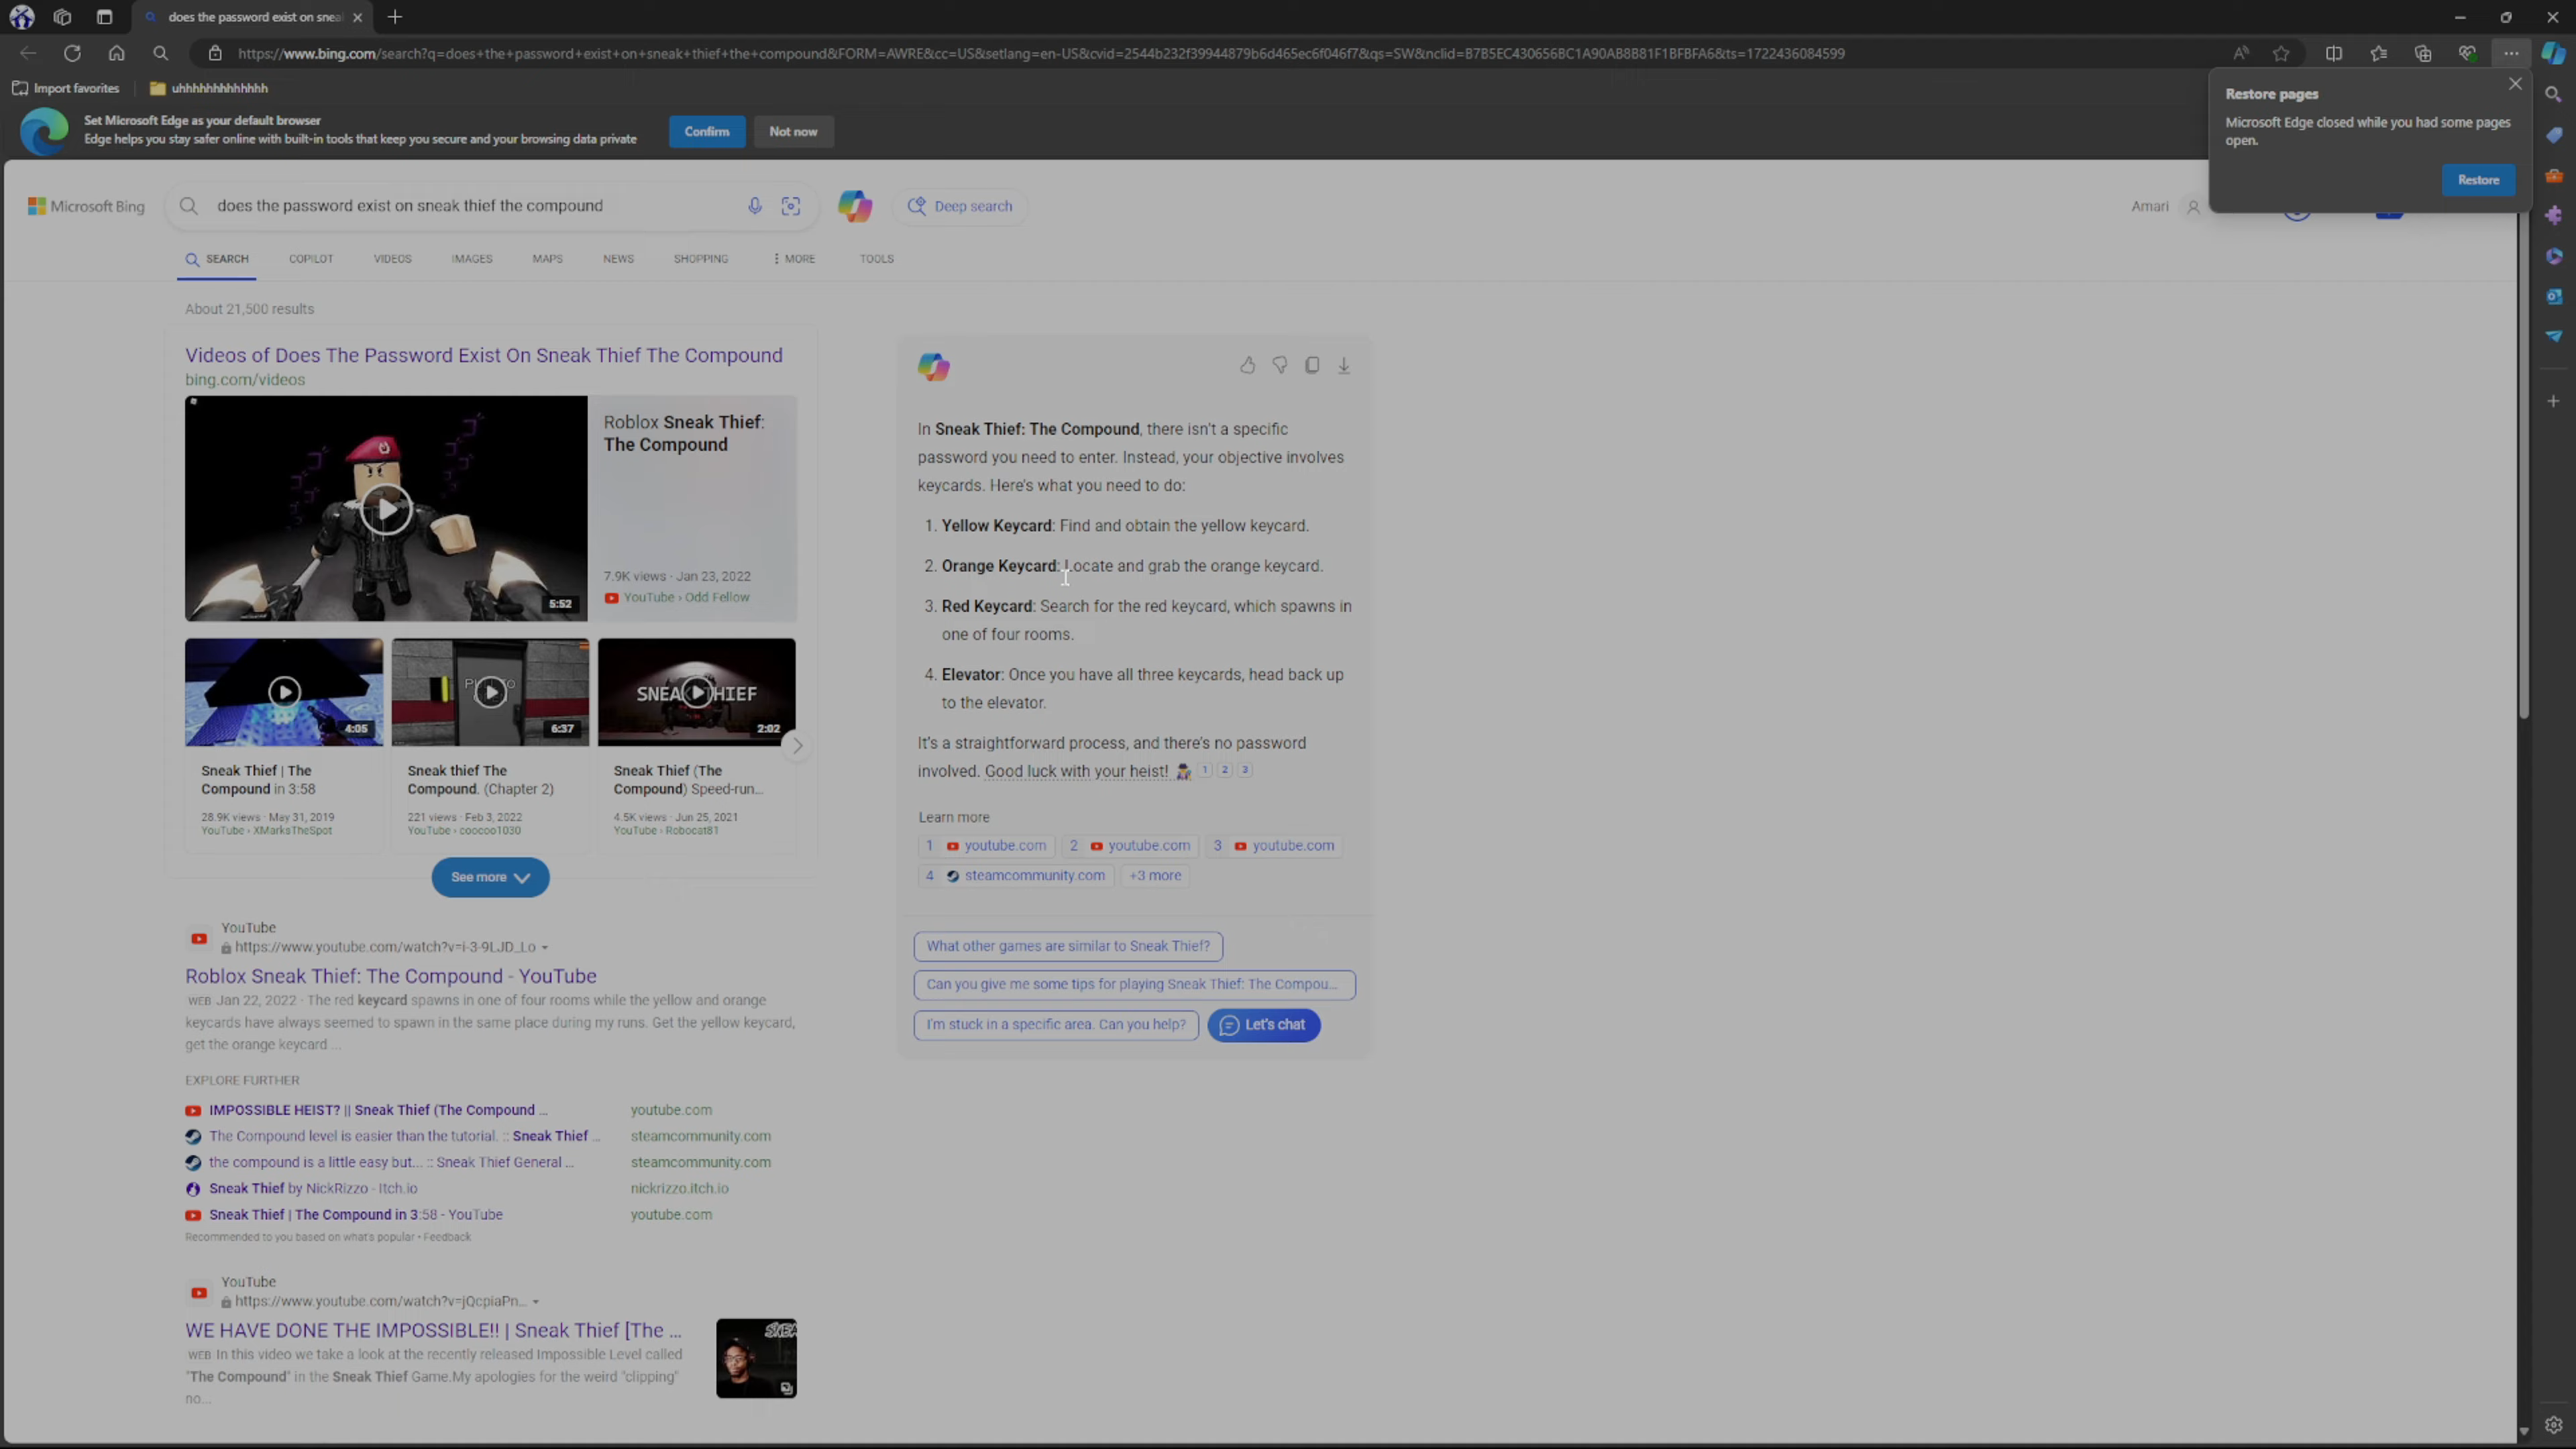 does the password exist on snea
https://www.bing.com/search?q=does+the+password+exist+on+sneak+thief+the+compound&FORM=AWRE&cc=US&setlang=en-US&cvid=2544b232f39944879b6d465ec6f046f7&qs=SW&nclid=B7B5EC430656BC1A90AB8B81F1BFBFA6&ts=1722436084599
Import favorites
uhhhhhhhhhhhhh
Set Microsoft Edge as your default browser
Edge helps you stay safer online with built-in tools that keep you secure and your browsing data private
Confirm
Not now
Restore pages
Microsoft Edge closed while you had some pages
open.
Restore
Microsoft Bing
does the password exist on sneak thief the compound
Deep search
Amari
SEARCH
COPILOT
VIDEOS
IMAGES
MAPS
NEWS
SHOPPING
MORE
TOOLS
About 21,500 results
Videos of Does The Password Exist On Sneak Thief The Compound
bing.com/videos
Roblox Sneak Thief:
The Compound
7.9K views · Jan 23, 2022
YouTube › Odd Fellow
5:52
4:05
6:37
SNEAK THIEF
2:02
Sneak Thief | The
Compound in 3:58
28.9K views · May 31, 2019
YouTube › XMarksTheSpot
Sneak thief The
Compound. (Chapter 2)
221 views · Feb 3, 2022
YouTube › coocoo1030
Sneak Thief (The
Compound) Speed-run...
4.5K views · Jun 25, 2021
YouTube › Robocat81
See more
YouTube
https://www.youtube.com/watch?v=i-3-9LJD_Lo
Roblox Sneak Thief: The Compound - YouTube
WEB Jan 22, 2022 · The red keycard spawns in one of four rooms while the yellow and orange
keycards have always seemed to spawn in the same place during my runs. Get the yellow keycard,
get the orange keycard ...
EXPLORE FURTHER
IMPOSSIBLE HEIST? || Sneak Thief (The Compound ...
youtube.com
The Compound level is easier than the tutorial. :: Sneak Thief ...
steamcommunity.com
the compound is a little easy but... :: Sneak Thief General ...
steamcommunity.com
Sneak Thief by NickRizzo - Itch.io
nickrizzo.itch.io
Sneak Thief | The Compound in 3:58 - YouTube
youtube.com
Recommended to you based on what's popular • Feedback
YouTube
https://www.youtube.com/watch?v=jQcpiaPn...
WE HAVE DONE THE IMPOSSIBLE!! | Sneak Thief [The ...
WEB In this video we take a look at the recently released Impossible Level called
"The Compound" in the Sneak Thief Game.My apologies for the weird "clipping"
no...
In Sneak Thief: The Compound, there isn't a specific
password you need to enter. Instead, your objective involves
keycards. Here's what you need to do:
1. Yellow Keycard: Find and obtain the yellow keycard.
2. Orange Keycard: Locate and grab the orange keycard.
3. Red Keycard: Search for the red keycard, which spawns in
one of four rooms.
4. Elevator: Once you have all three keycards, head back up
to the elevator.
It's a straightforward process, and there's no password
involved. Good luck with your heist! 1 2 3
Learn more
1 youtube.com
2 youtube.com
3 youtube.com
4 steamcommunity.com
+3 more
What other games are similar to Sneak Thief?
Can you give me some tips for playing Sneak Thief: The Compou...
I'm stuck in a specific area. Can you help?
Let's chat